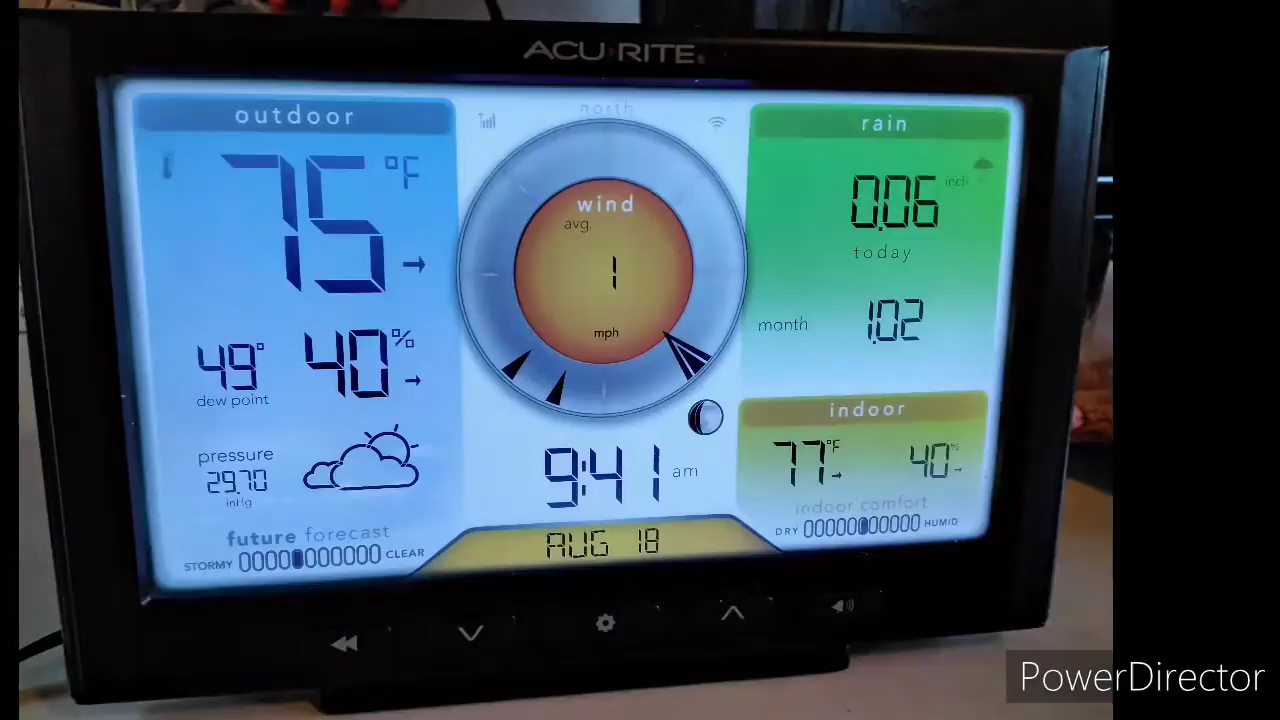 ACU RITE®
outdoor
75 °F
49°
dew point
40%
pressure
29.70
inHg
future forecast
STORMY CLEAR
north
wind
avg.
1
mph
9:41 am
AUG 18
rain
0.06 inch
today
month 1.02
indoor
77°F 40%
indoor comfort
DRY HUMID
PowerDirector